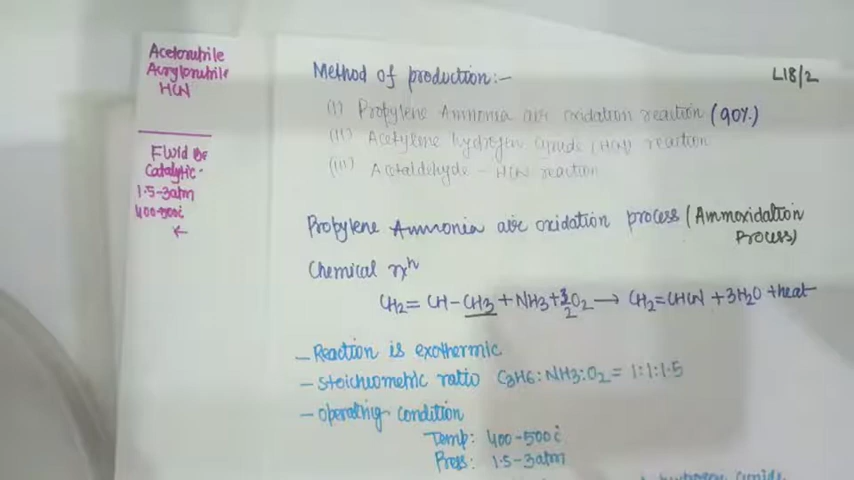 Acetonitrile
Acrylonitrile
HCN
Fluid Be
Catalytic
1.5-3atm
400-500°C
L18/2
Method of production:-
(i) Propylene Ammonia air oxidation reaction (90%)
(ii) Acetylene hydrogen cynide (HCN) reaction
(iii) Acetaldehyde - HCN reaction
Propylene Ammonia air oxidation process (Ammoxidation
Process)
Chemical rxn
CH2= CH-CH3 + NH3 + 3/2 O2 → CH2=CHCN + 3H2O + heat
- Reaction is exothermic
- Stoichiometric ratio C3H6:NH3:O2 = 1:1:1.5
- Operating condition
Temp: 400-500°C
Press: 1.5-3atm